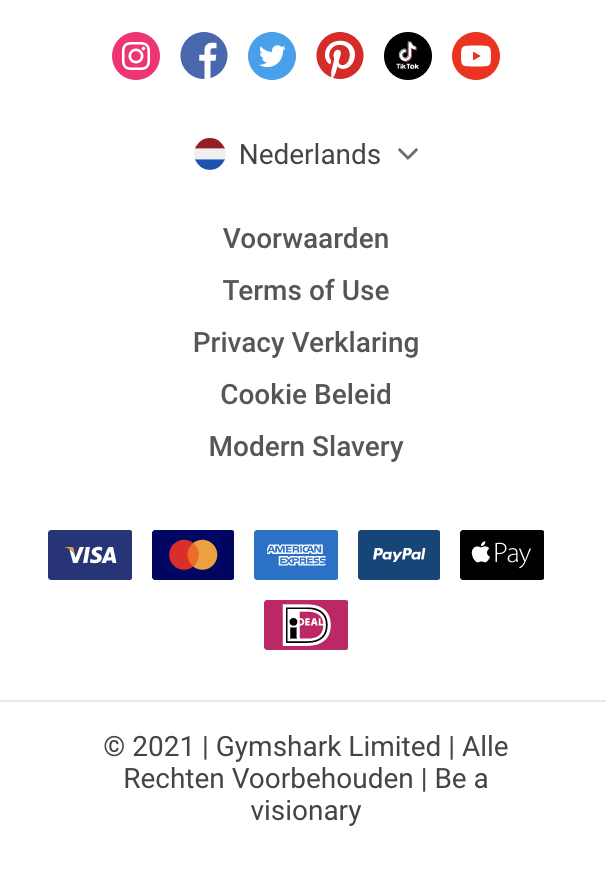 TikTok
Nederlands
Voorwaarden
Terms of Use
Privacy Verklaring
Cookie Beleid
Modern Slavery
VISA AMERICAN EXPRESS PayPal Pay
iDEAL
© 2021 | Gymshark Limited | Alle
Rechten Voorbehouden | Be a
visionary